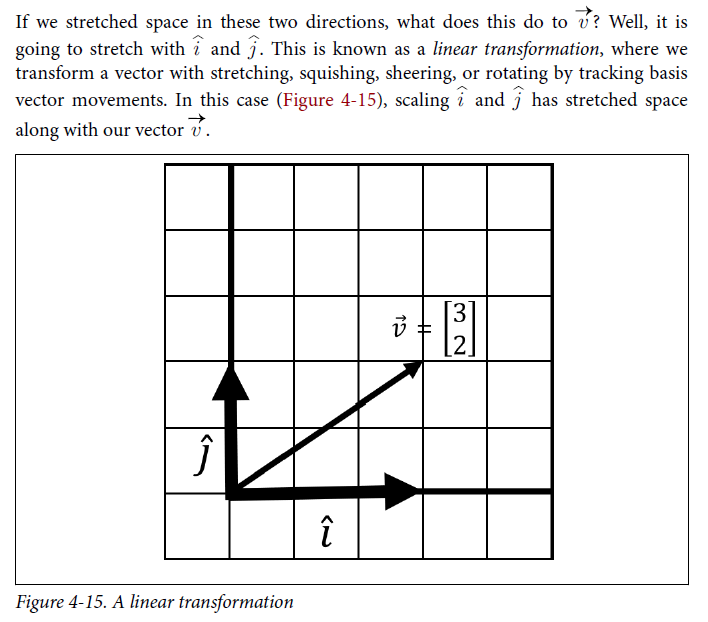 If we stretched space in these two directions, what does this do to v⃗? Well, it is
going to stretch with î and ĵ. This is known as a linear transformation, where we
transform a vector with stretching, squishing, sheering, or rotating by tracking basis
vector movements. In this case (Figure 4-15), scaling î and ĵ has stretched space
along with our vector v⃗.
v⃗ = [3
2]
ĵ
î
Figure 4-15. A linear transformation